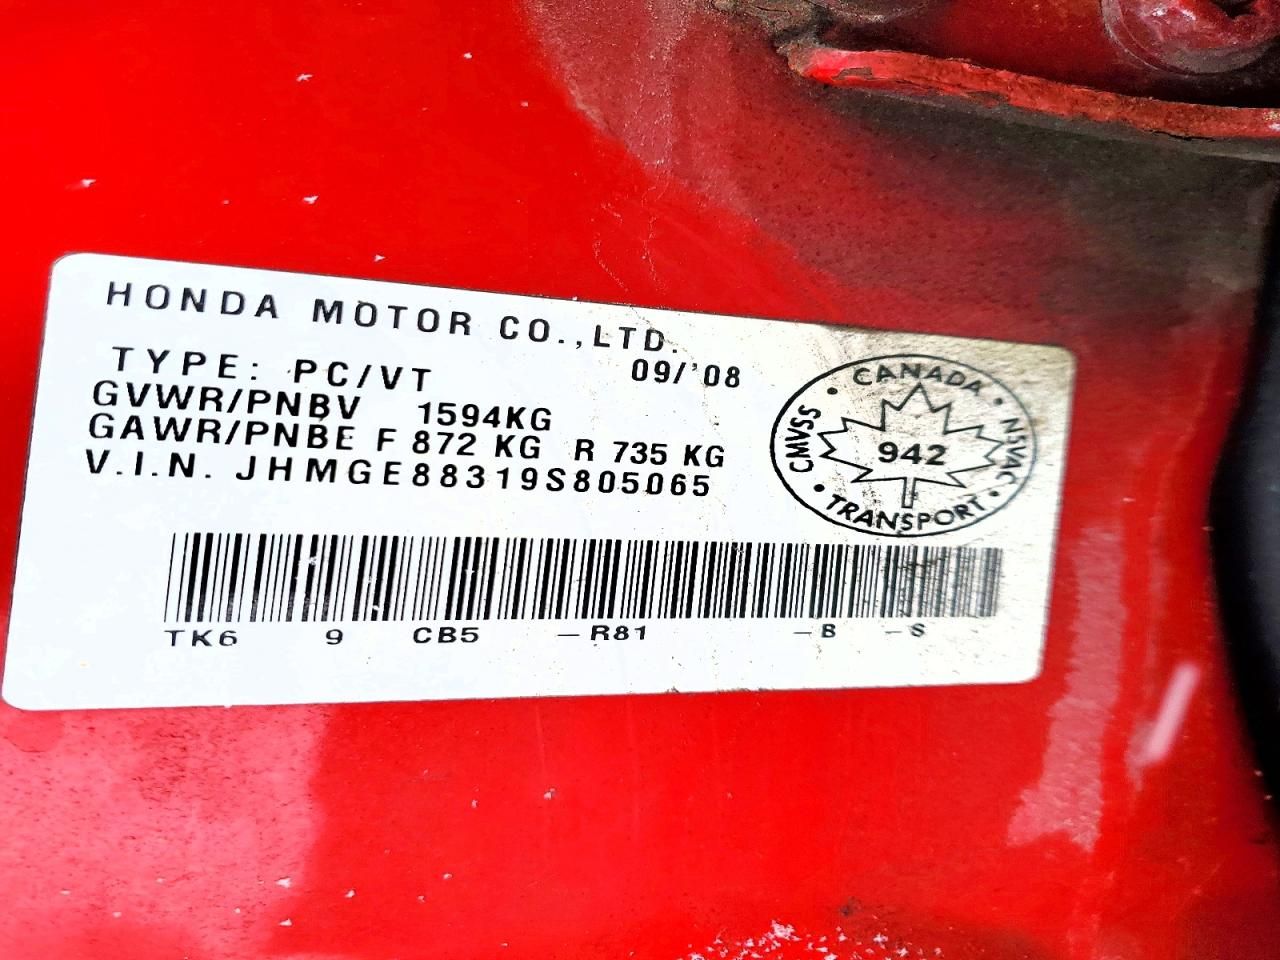 HONDA MOTOR CO.,LTD.
TYPE: PC/VT 09/'08
GVWR/PNBV 1594KG
GAWR/PNBE F 872 KG R 735 KG
V.I.N. JHMGE88319S805065
CANADA
CMVSS
942
NSVAC
TRANSPORT
TK6 9 CB5 -R81 -B -S